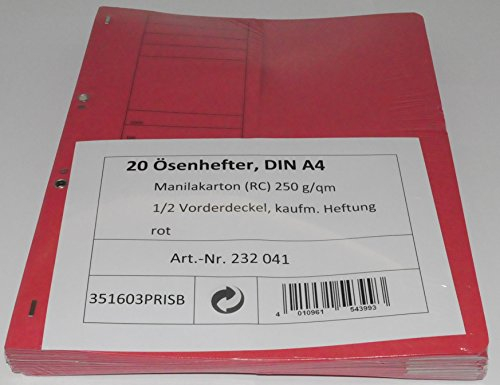 20 Ösenhefter, DIN A4
Manilakarton (RC) 250 g/qm
1/2 Vorderdeckel, kaufm. Heftung
rot
Art.-Nr. 232 041
351603PRISB
4 010961 543993